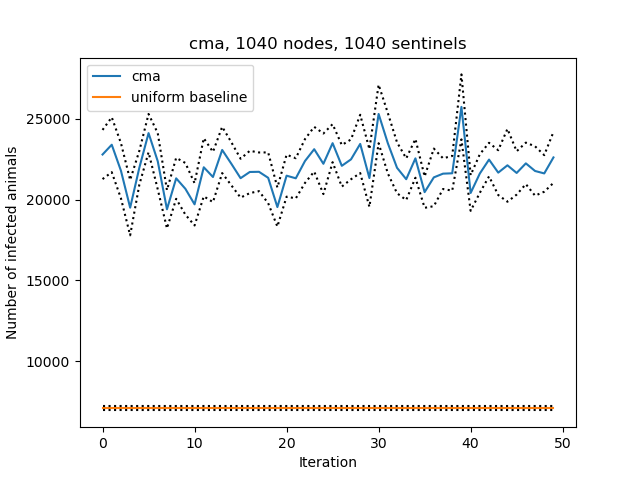 cma, 1040 nodes, 1040 sentinels
cma
uniform baseline
Number of infected animals
25000
20000
15000
10000
0 10 20 30 40 50
Iteration